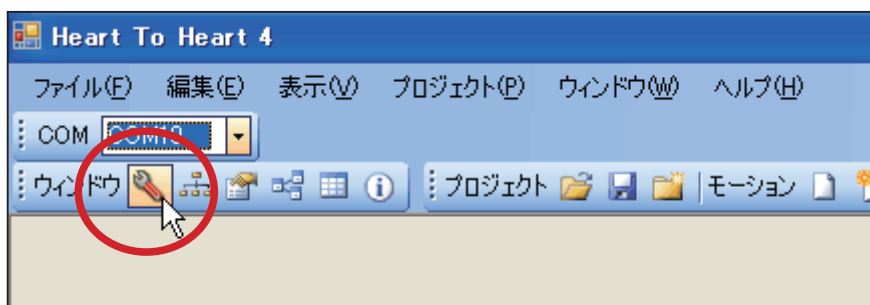 Heart To Heart 4
ファイル(F) 編集(E) 表示(V) プロジェクト(P) ウィンドウ(W) ヘルプ(H)
COM COM10
ウィンドウ プロジェクト モーション